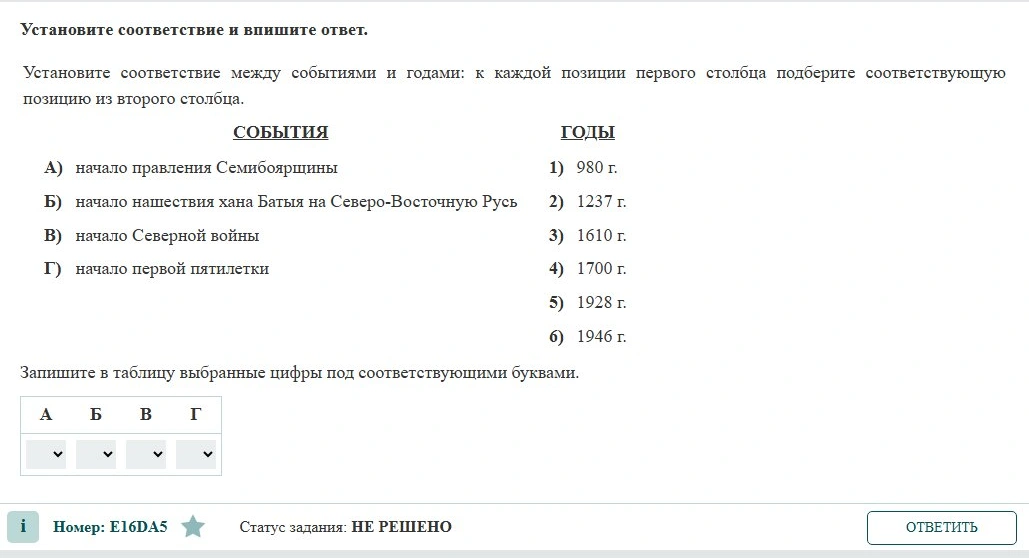 Установите соответствие и впишите ответ.
Установите соответствие между событиями и годами: к каждой позиции первого столбца подберите соответствующую
позицию из второго столбца.
СОБЫТИЯ ГОДЫ
А) начало правления Семибоярщины 1) 980 г.
Б) начало нашествия хана Батыя на Северо-Восточную Русь 2) 1237 г.
В) начало Северной войны 3) 1610 г.
Г) начало первой пятилетки 4) 1700 г.
5) 1928 г.
6) 1946 г.
Запишите в таблицу выбранные цифры под соответствующими буквами.
А Б В Г
i Номер: E16DA5 Статус задания: НЕ РЕШЕНО ОТВЕТИТЬ